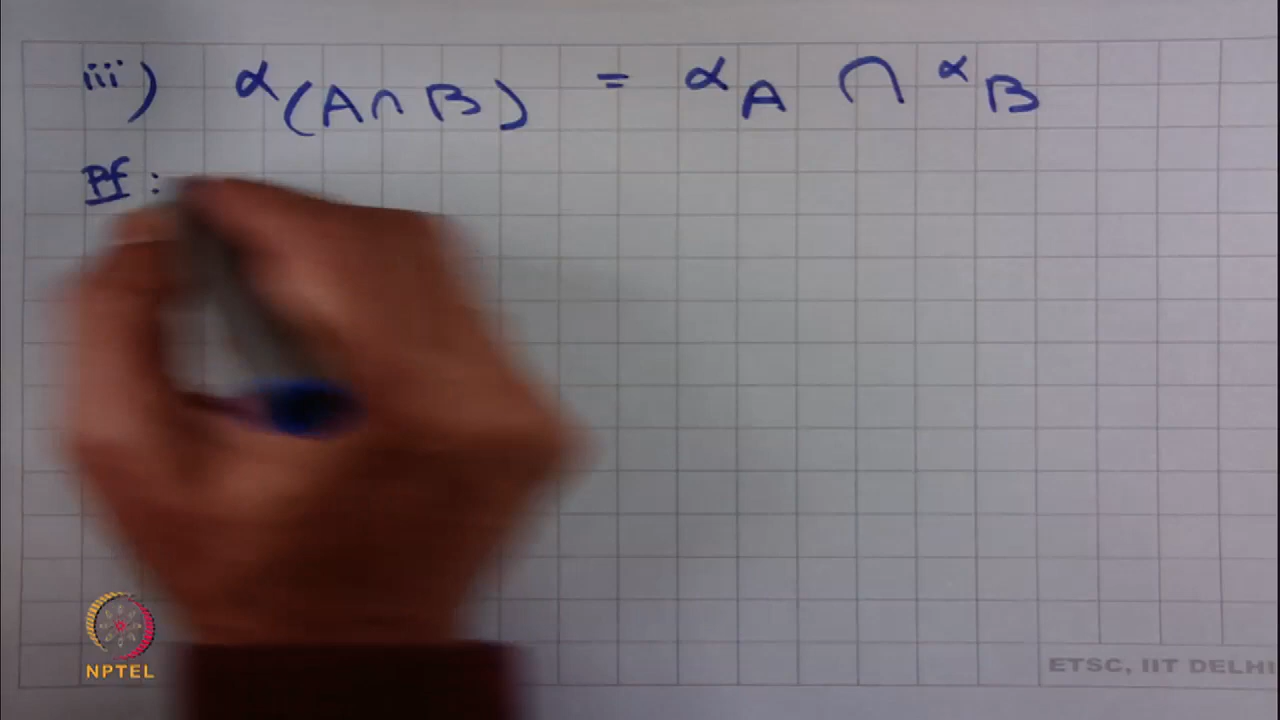 iii) α(A∩B) = αA ∩ αB
Pf :
NPTEL
ETSC, IIT DELHI